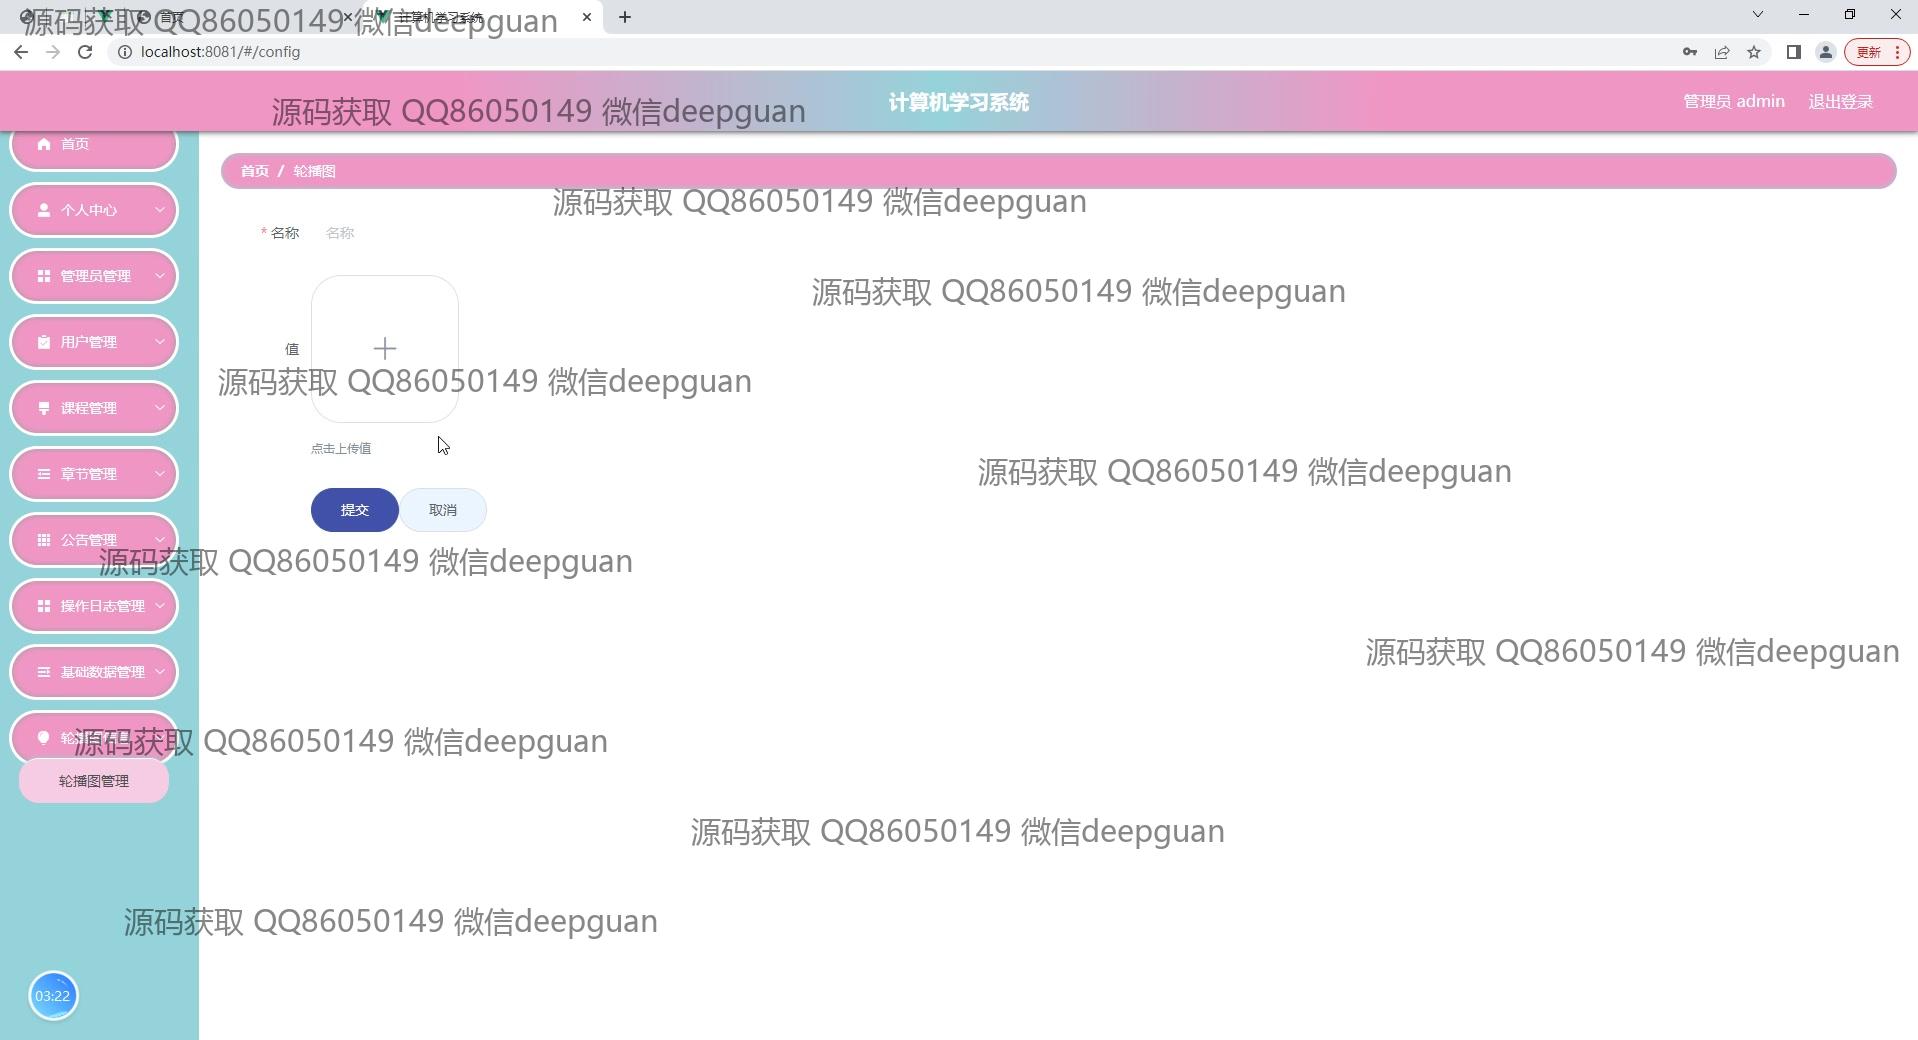 首页
计算机学习系统
localhost:8081/#/config
更新
计算机学习系统
管理员 admin
退出登录
首页 / 轮播图
首页
个人中心
管理员管理
用户管理
课程管理
章节管理
公告管理
操作日志管理
基础数据管理
轮播图管理
* 名称
名称
值
点击上传值
提交
取消
03:22
源码获取 QQ86050149 微信deepguan
源码获取 QQ86050149 微信deepguan
源码获取 QQ86050149 微信deepguan
源码获取 QQ86050149 微信deepguan
源码获取 QQ86050149 微信deepguan
源码获取 QQ86050149 微信deepguan
源码获取 QQ86050149 微信deepguan
源码获取 QQ86050149 微信deepguan
源码获取 QQ86050149 微信deepguan
源码获取 QQ86050149 微信deepguan
源码获取 QQ86050149 微信deepguan